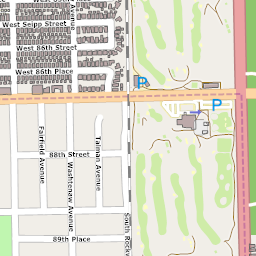 West Seipp Street
West 86th Street
West 86th Place
P
P
88th Street
Fairfield Avenue
Washtenaw Avenue
Talman Avenue
South Rockw
89th Place